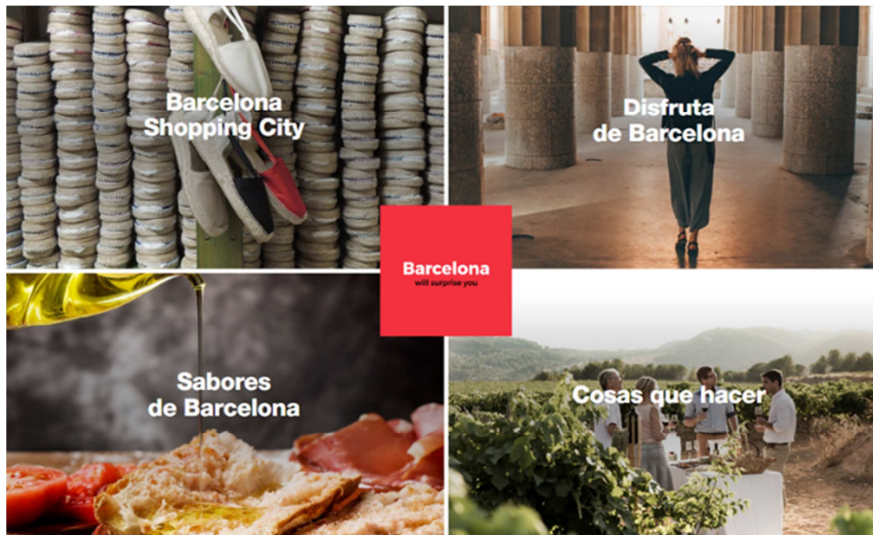 Barcelona
Shopping City
Disfruta
de Barcelona
Barcelona
will surprise you
Sabores
de Barcelona
Cosas que hacer